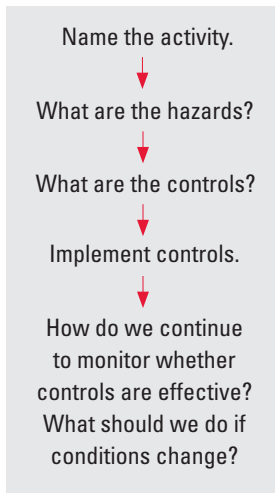 Name the activity.
What are the hazards?
What are the controls?
Implement controls.
How do we continue
to monitor whether
controls are effective?
What should we do if
conditions change?